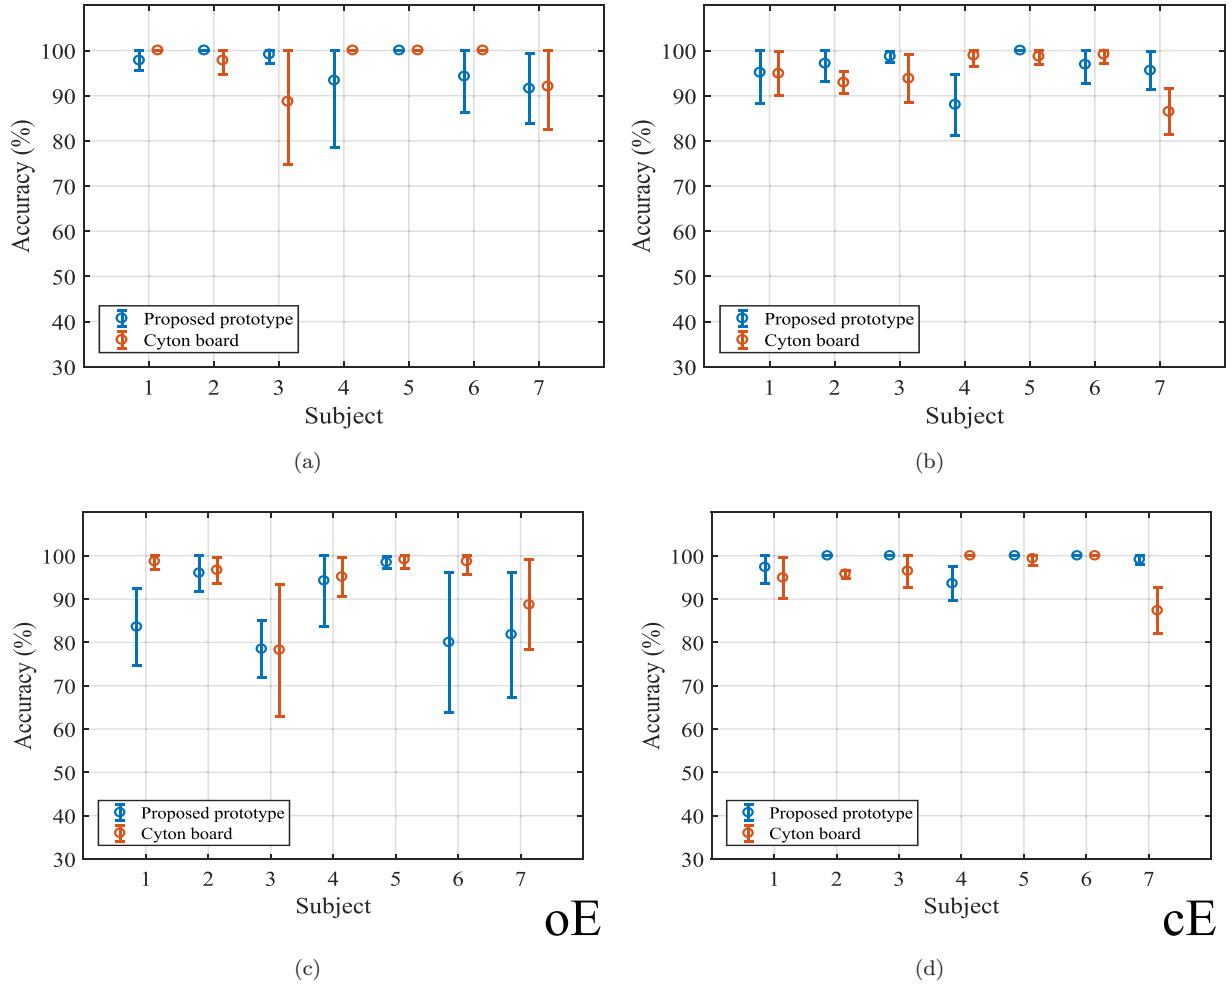 100
90
80
70
60
50
40
30
Accuracy (%)
Proposed prototype
Cyton board
1 2 3 4 5 6 7
Subject
(a)
100
90
80
70
60
50
40
30
Accuracy (%)
Proposed prototype
Cyton board
1 2 3 4 5 6 7
Subject
(b)
100
90
80
70
60
50
40
30
Accuracy (%)
Proposed prototype
Cyton board
1 2 3 4 5 6 7
Subject
oE
(c)
100
90
80
70
60
50
40
30
Accuracy (%)
Proposed prototype
Cyton board
1 2 3 4 5 6 7
Subject
cE
(d)